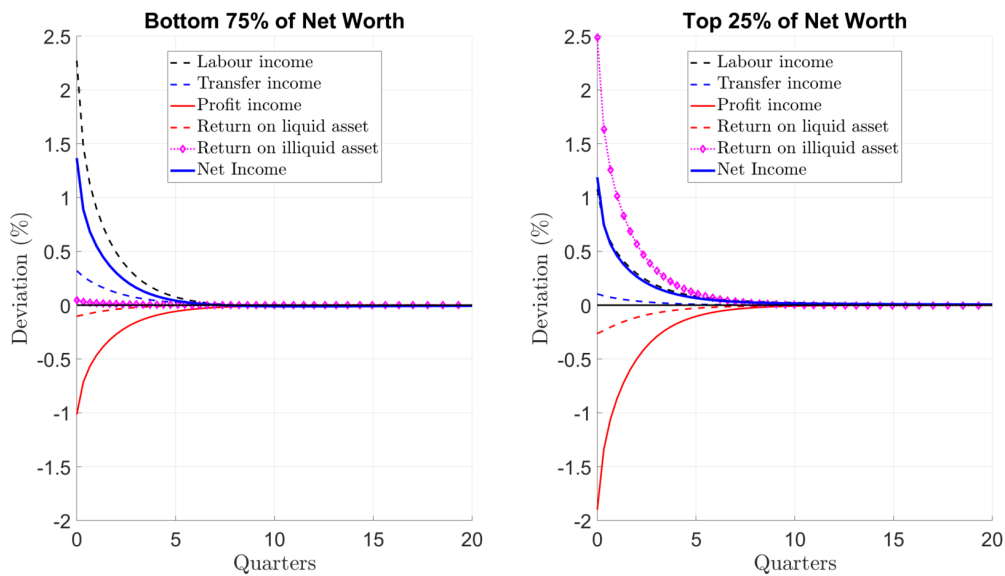 Bottom 75% of Net Worth
2.5
2
1.5
1
0.5
0
-0.5
-1
-1.5
-2
Deviation (%)
Labour income
Transfer income
Profit income
Return on liquid asset
Return on illiquid asset
Net Income
0 5 10 15 20
Quarters
Top 25% of Net Worth
2.5
2
1.5
1
0.5
0
-0.5
-1
-1.5
-2
Deviation (%)
Labour income
Transfer income
Profit income
Return on liquid asset
Return on illiquid asset
Net Income
0 5 10 15 20
Quarters